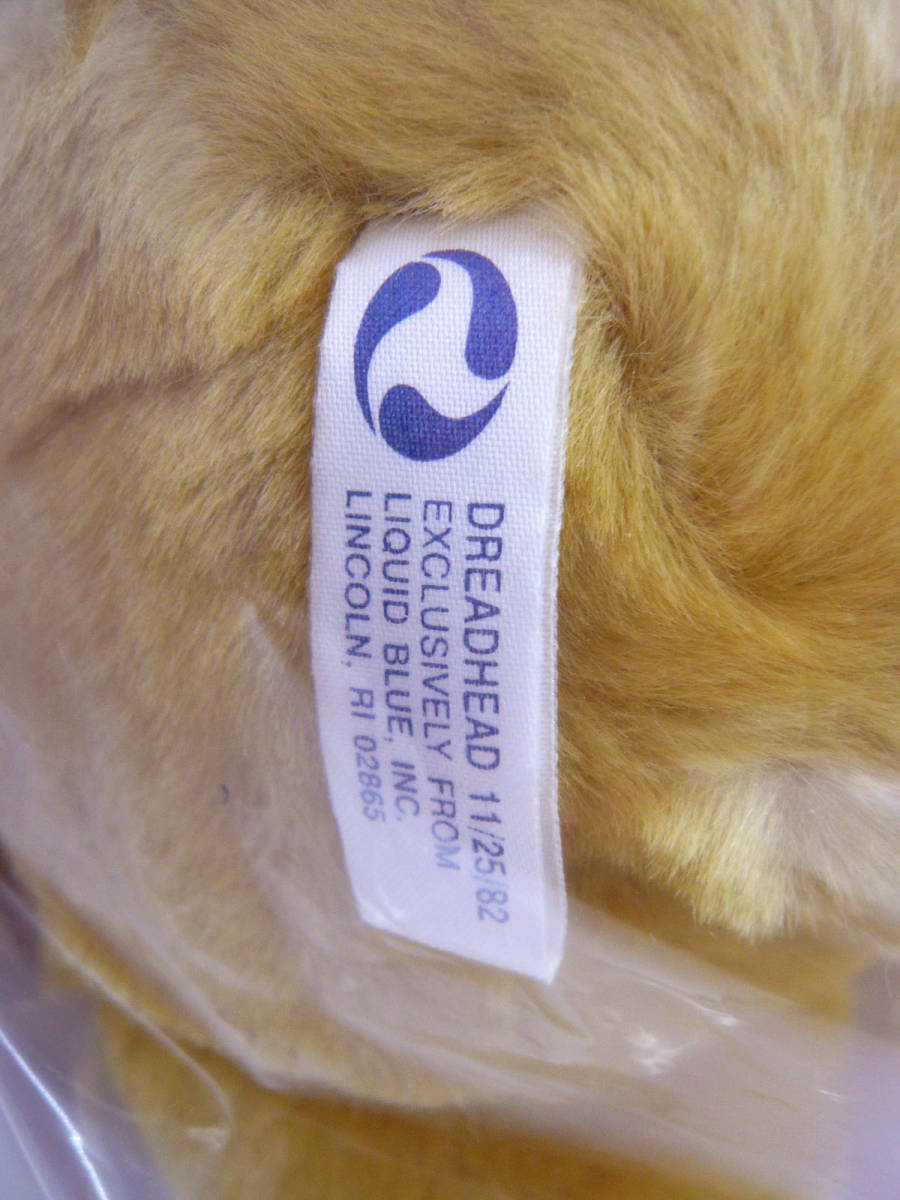 DREADHEAD 11/25/82
EXCLUSIVELY FROM
LIQUID BLUE, INC.
LINCOLN, RI 02865